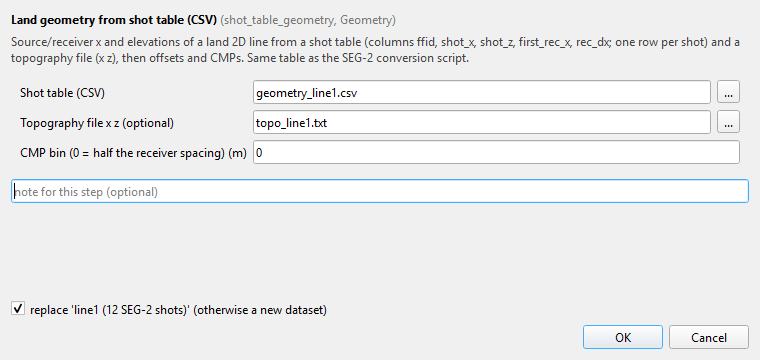 Land geometry from shot table (CSV) (shot_table_geometry, Geometry)
Source/receiver x and elevations of a land 2D line from a shot table (columns ffid, shot_x, shot_z, first_rec_x, rec_dx; one row per shot) and a
topography file (x z), then offsets and CMPs. Same table as the SEG-2 conversion script.
Shot table (CSV) geometry_line1.csv ...
Topography file x z (optional) topo_line1.txt ...
CMP bin (0 = half the receiver spacing) (m) 0
note for this step (optional)
replace 'line1 (12 SEG-2 shots)' (otherwise a new dataset)
OK Cancel